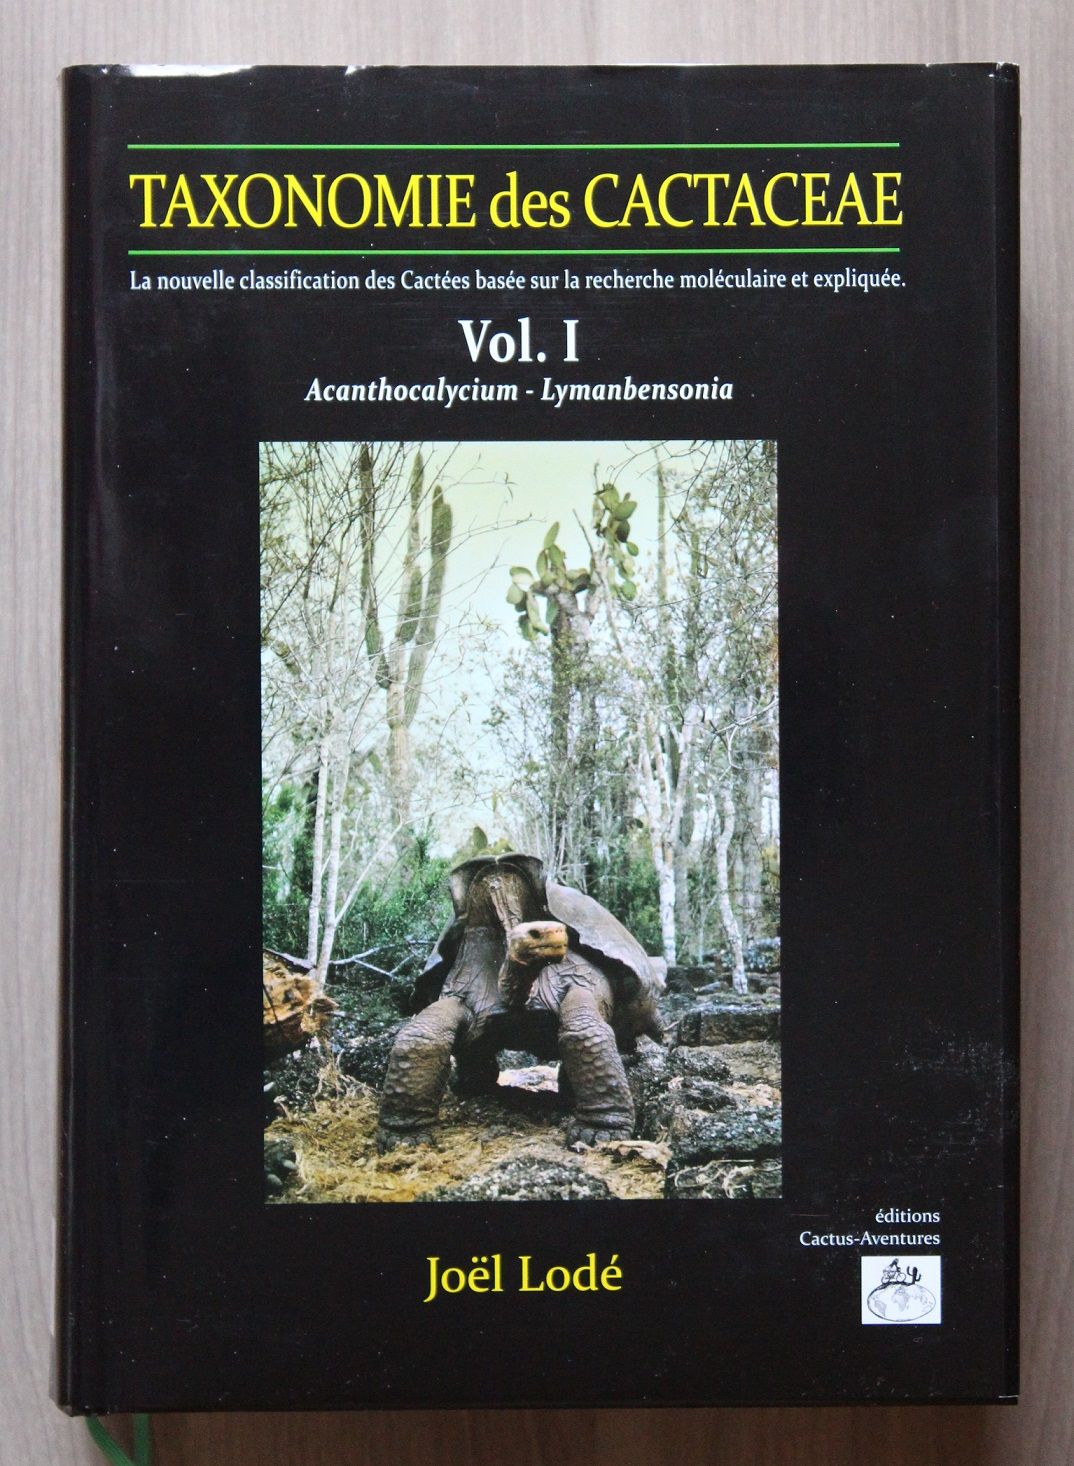 TAXONOMIE des CACTACEAE
La nouvelle classification des Cactées basée sur la recherche moléculaire et expliquée.
Vol. I
Acanthocalycium - Lymanbensonia
Joël Lodé
éditions
Cactus-Aventures